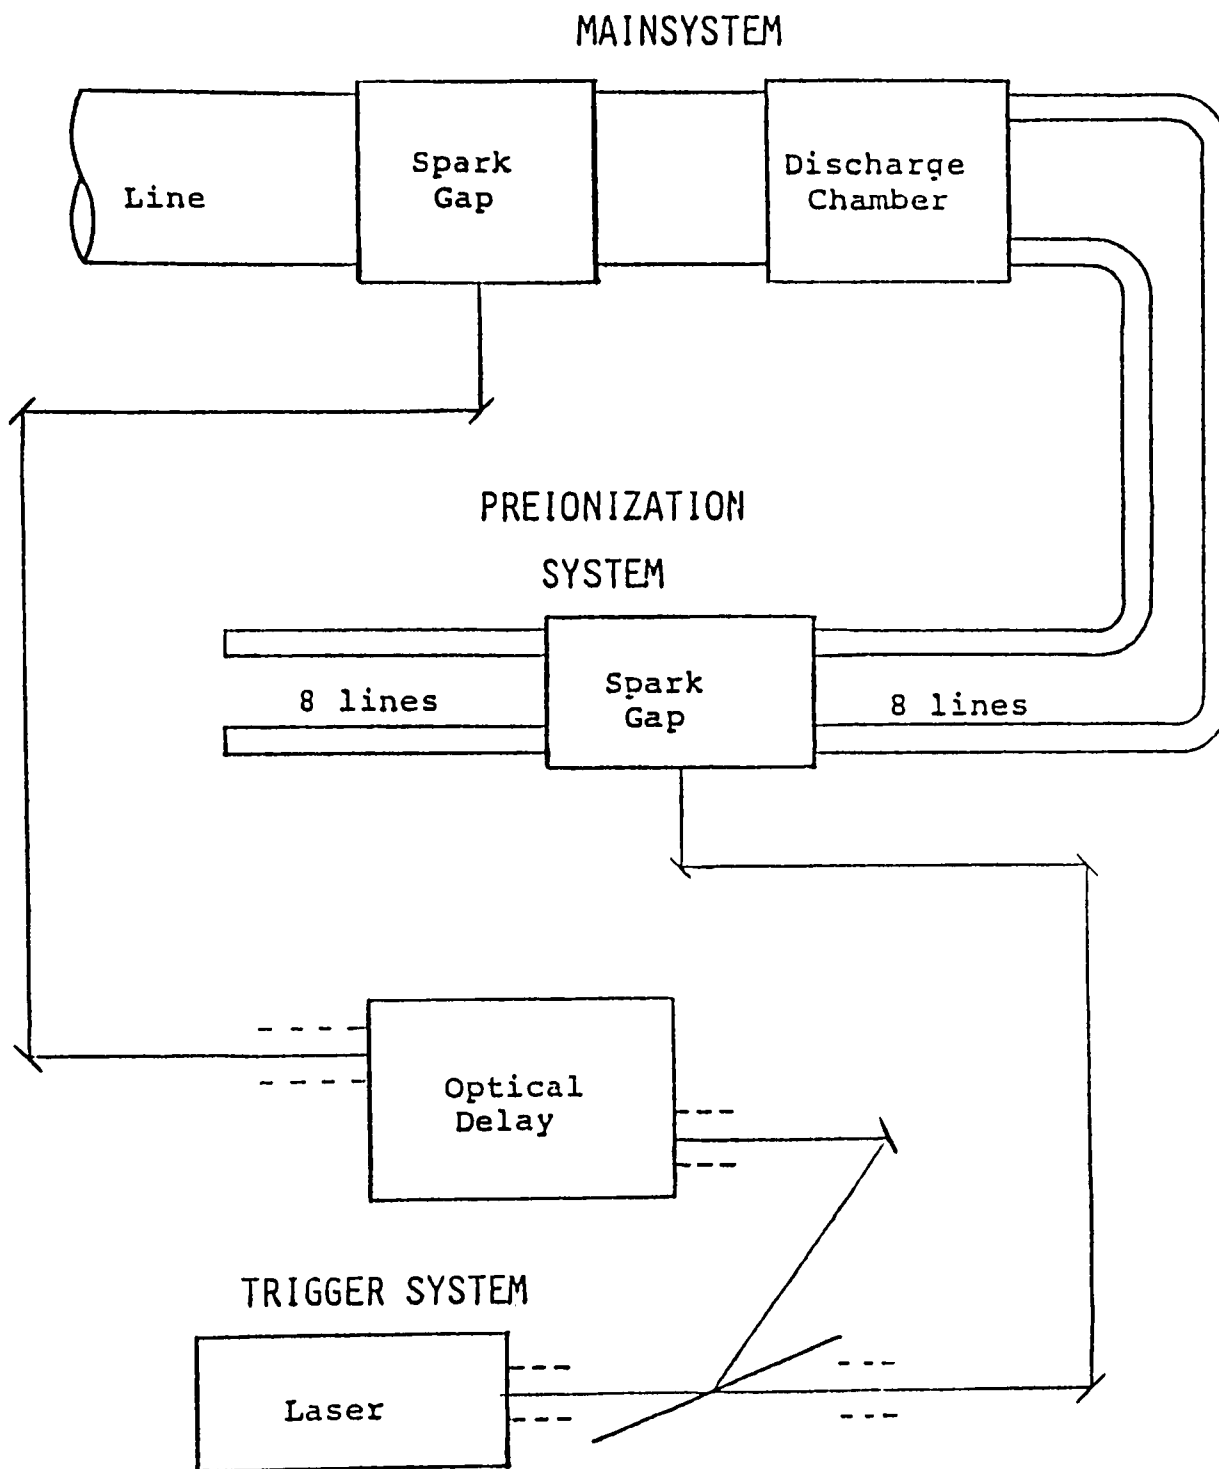 MAINSYSTEM
Line
Spark
Gap
Discharge
Chamber
PREIONIZATION
SYSTEM
8 lines
Spark
Gap
8 lines
Optical
Delay
TRIGGER SYSTEM
Laser